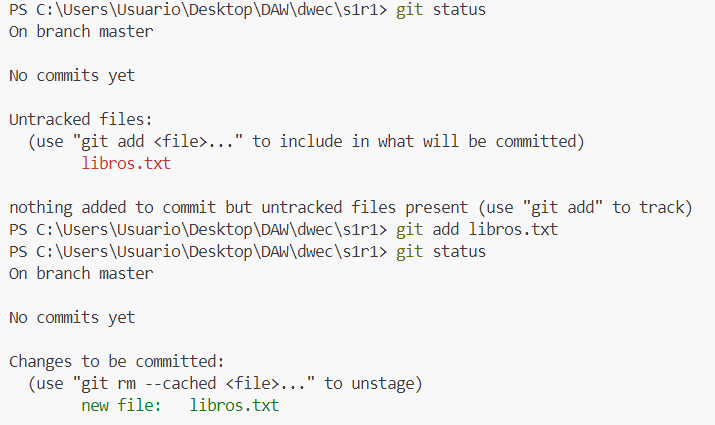 PS C:\Users\Usuario\Desktop\DAW\dwec\s1r1> git status
On branch master
No commits yet
Untracked files:
(use "git add <file>..." to include in what will be committed)
libros.txt
nothing added to commit but untracked files present (use "git add" to track)
PS C:\Users\Usuario\Desktop\DAW\dwec\s1r1> git add libros.txt
PS C:\Users\Usuario\Desktop\DAW\dwec\s1r1> git status
On branch master
No commits yet
Changes to be committed:
(use "git rm --cached <file>..." to unstage)
new file:   libros.txt